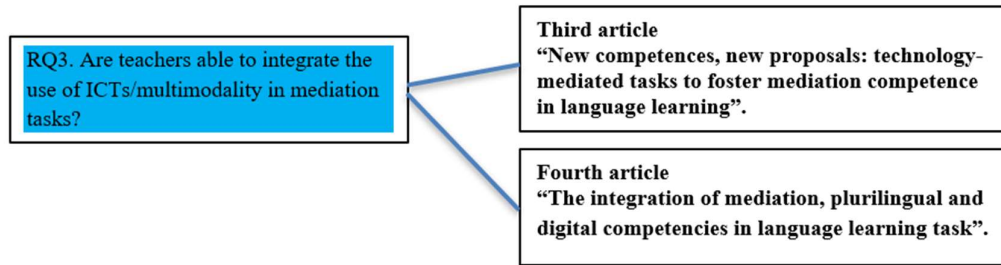 RQ3. Are teachers able to integrate the
use of ICTs/multimodality in mediation
tasks?
Third article
“New competences, new proposals: technology-
mediated tasks to foster mediation competence
in language learning”.
Fourth article
“The integration of mediation, plurilingual and
digital competencies in language learning task”.